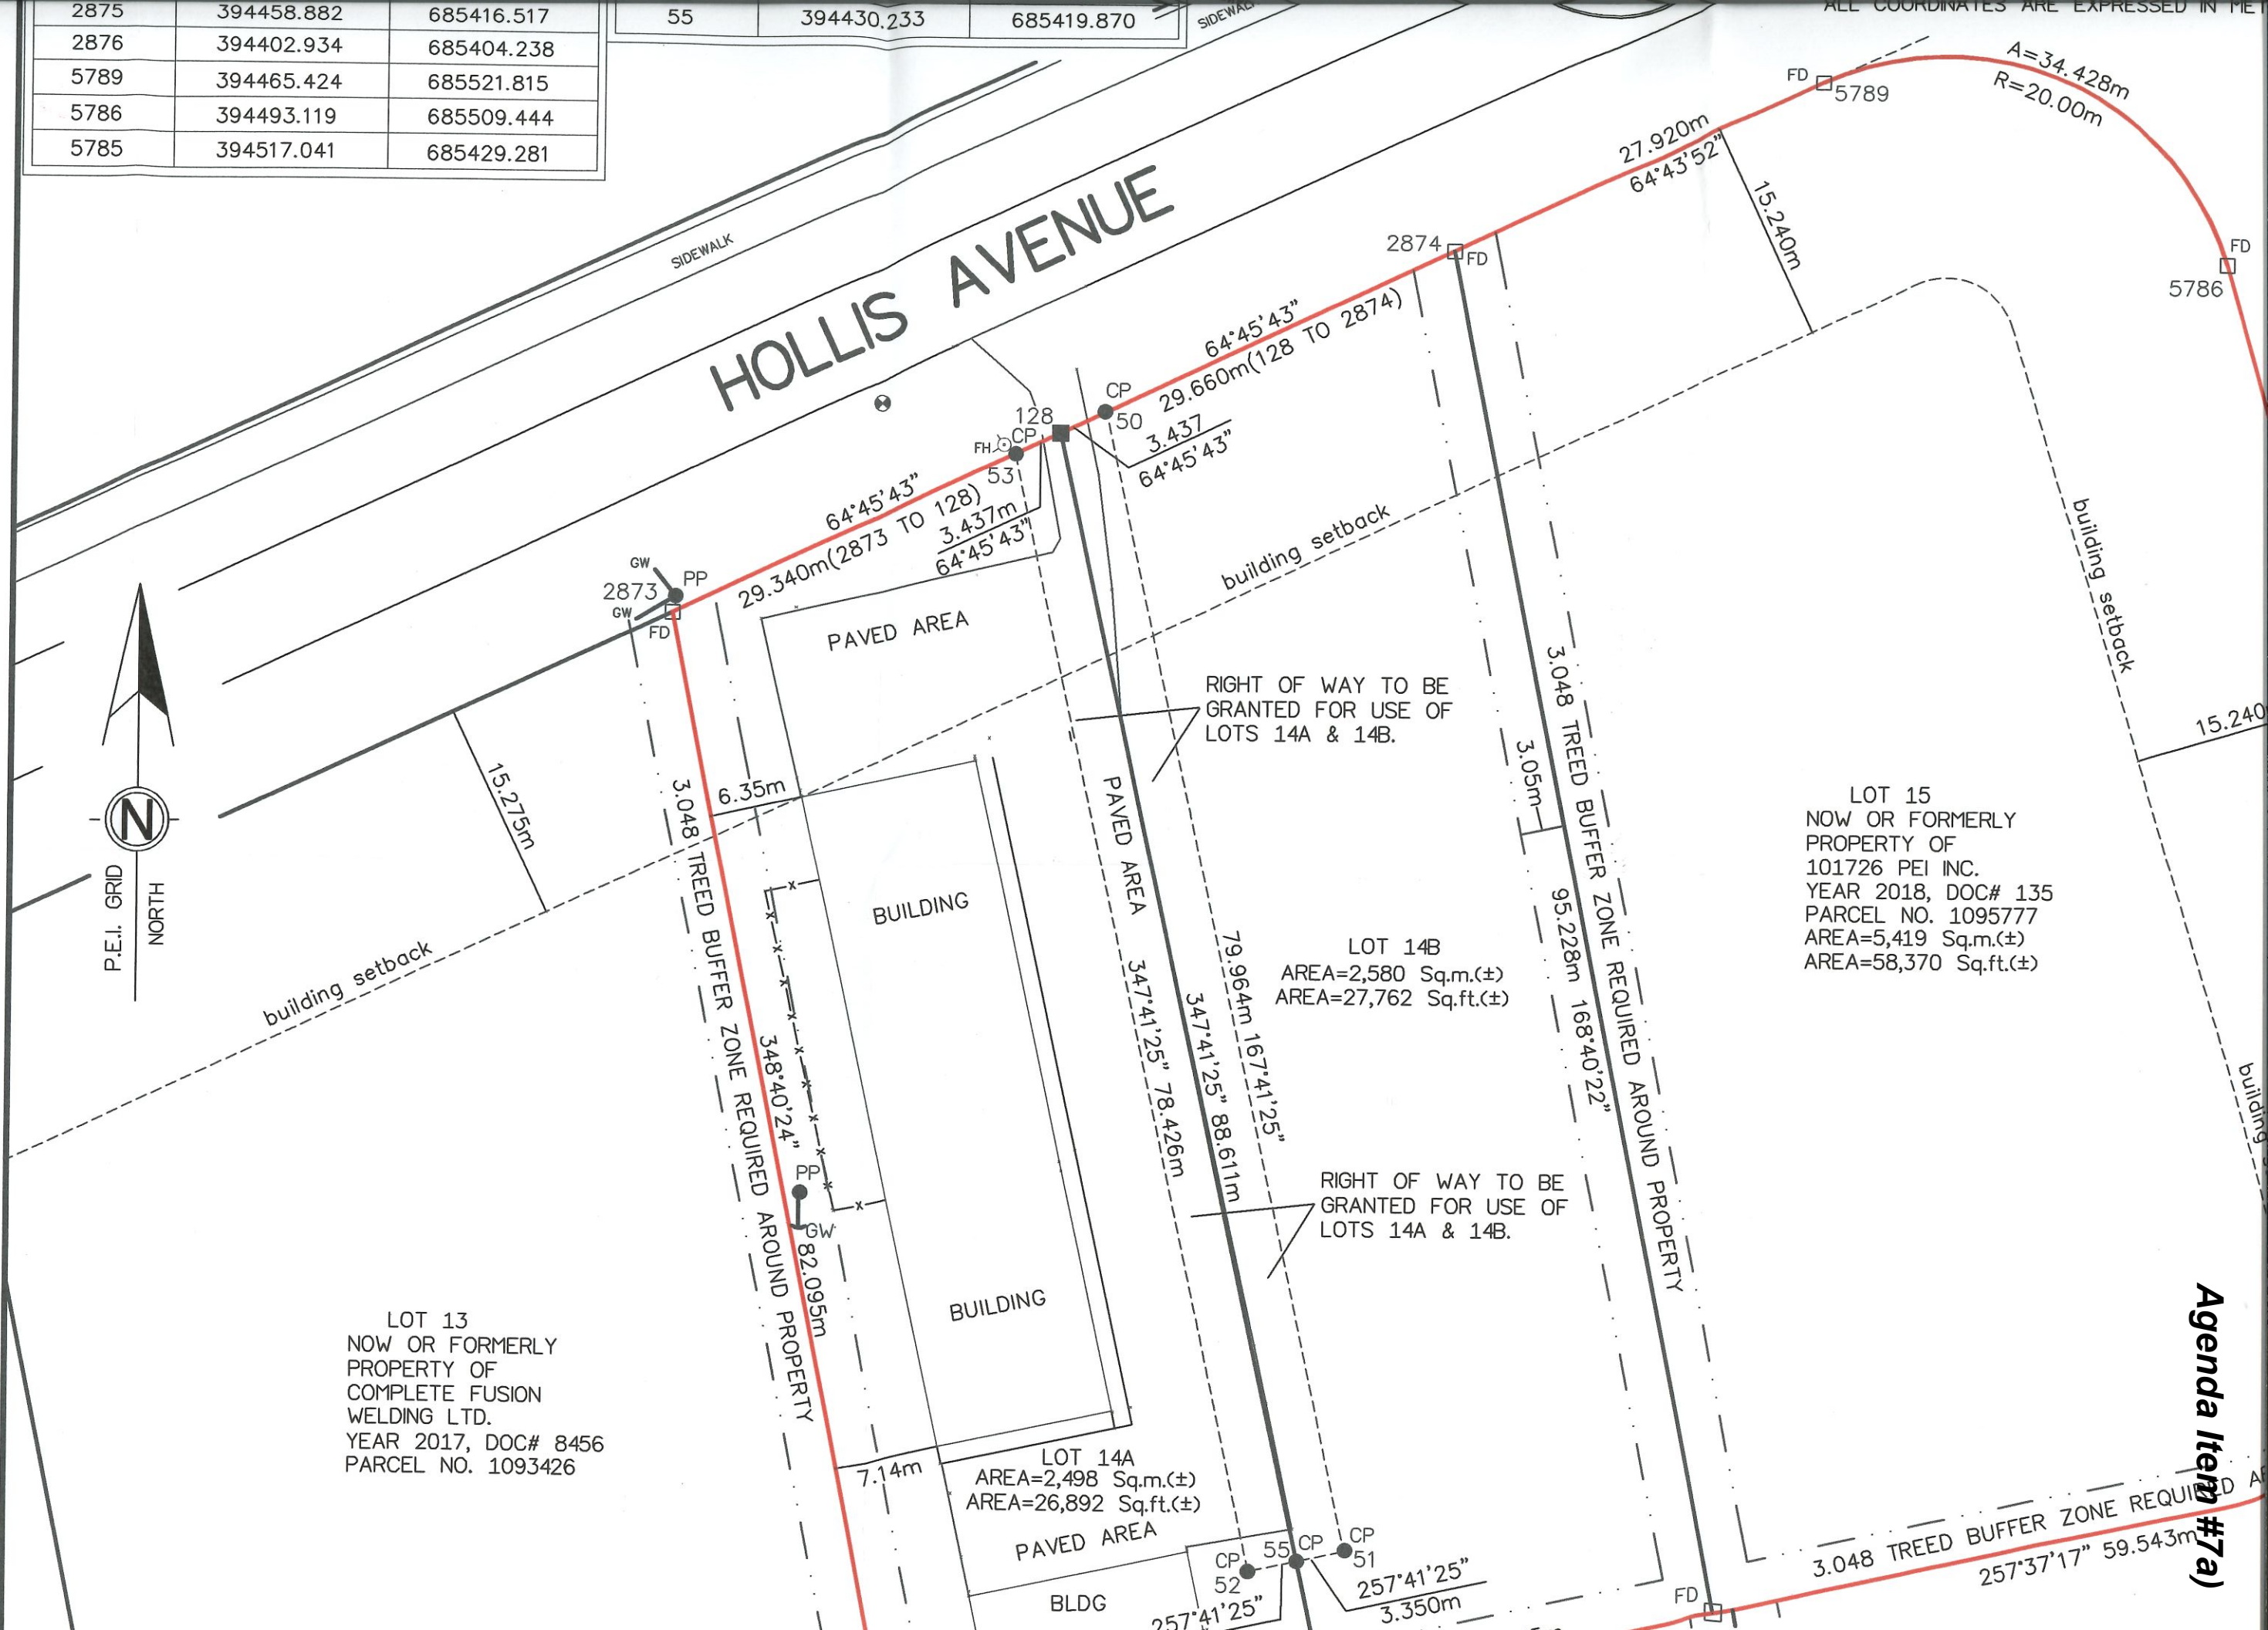 2875 394458.882 685416.517
2876 394402.934 685404.238
5789 394465.424 685521.815
5786 394493.119 685509.444
5785 394517.041 685429.281
55 394430.233 685419.870
SIDEWALK
ALL COORDINATES ARE EXPRESSED IN
SIDEWALK
HOLLIS AVENUE
FD
5789
A=34.428m
R=20.00m
27.920m
64°43'52"
15.240m
FD
5786
2874
FD
64°45'43"
29.660m(128 TO 2874)
CP
50
3.437
64°45'43"
128
FH
CP
53
64°45'43"
29.340m(2873 TO 128)
3.437m
64°45'43"
GW
PP
2873
GW
FD
building setback
building setback
PAVED AREA
RIGHT OF WAY TO BE
GRANTED FOR USE OF
LOTS 14A & 14B.
15.240
15.275m
6.35m
3.048 TREED BUFFER ZONE REQUIRED AROUND PROPERTY
348°40'24"
82.095m
PP
GW
P.E.I. GRID
N
NORTH
building setback
BUILDING
BUILDING
PAVED AREA
347°41'25" 78.426m
347°41'25" 88.611m
79.964m 167°41'25"
LOT 14B
AREA=2,580 Sq.m.(±)
AREA=27,762 Sq.ft.(±)
3.05m
95.228m 168°40'22"
3.048 TREED BUFFER ZONE REQUIRED AROUND PROPERTY
LOT 15
NOW OR FORMERLY
PROPERTY OF
101726 PEI INC.
YEAR 2018, DOC# 135
PARCEL NO. 1095777
AREA=5,419 Sq.m.(±)
AREA=58,370 Sq.ft.(±)
building
RIGHT OF WAY TO BE
GRANTED FOR USE OF
LOTS 14A & 14B.
LOT 13
NOW OR FORMERLY
PROPERTY OF
COMPLETE FUSION
WELDING LTD.
YEAR 2017, DOC# 8456
PARCEL NO. 1093426
7.14m
LOT 14A
AREA=2,498 Sq.m.(±)
AREA=26,892 Sq.ft.(±)
PAVED AREA
BLDG
CP
52
55
CP
CP
51
257°41'25"
257°41'25"
3.350m
FD
3.048 TREED BUFFER ZONE REQUIRED
257°37'17" 59.543m
Agenda Item #7a)